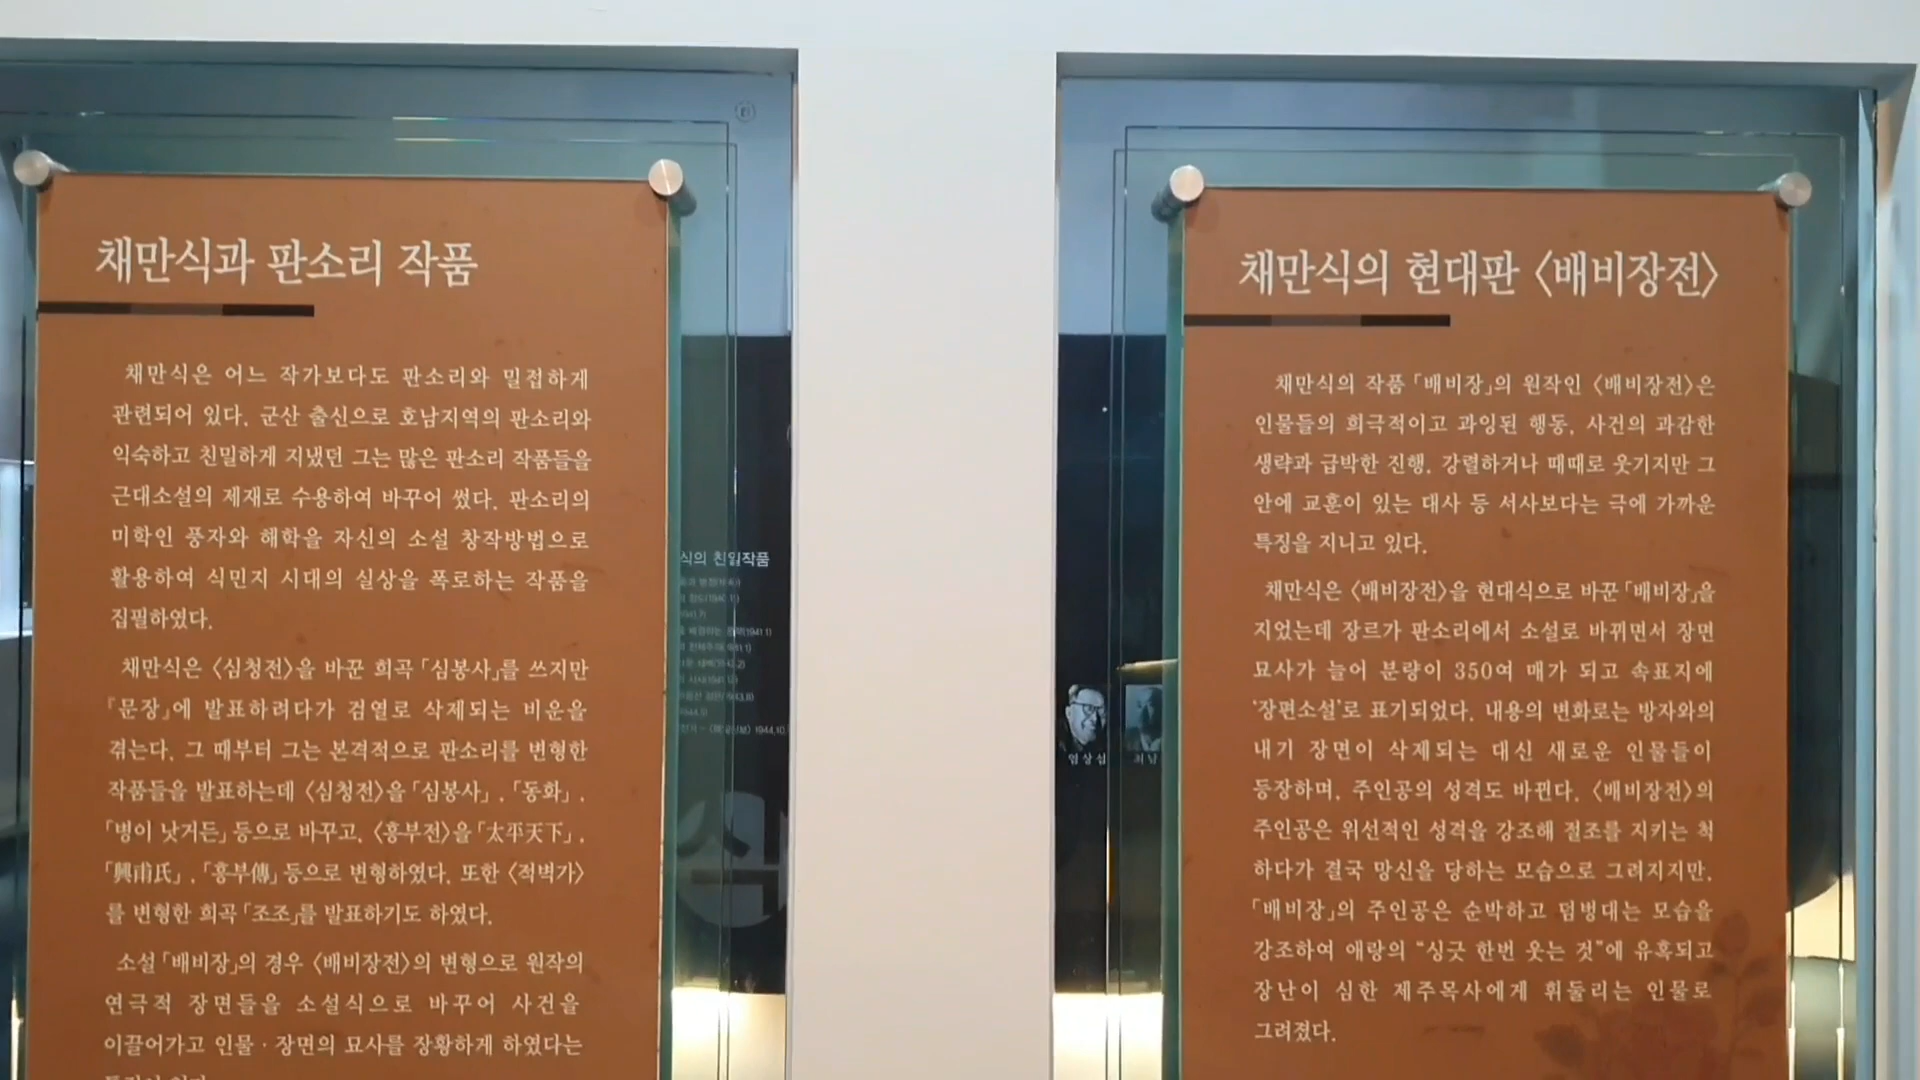 채만식과 판소리 작품
채만식은 어느 작가보다도 판소리와 밀접하게
관련되어 있다. 군산 출신으로 호남지역의 판소리와
익숙하고 친밀하게 지냈던 그는 많은 판소리 작품들을
근대소설의 제재로 수용하여 바꾸어 썼다. 판소리의
미학인 풍자와 해학을 자신의 소설 창작방법으로
활용하여 식민지 시대의 실상을 폭로하는 작품을
집필하였다.
채만식은 〈심청전〉을 바꾼 희곡 「심봉사」를 쓰지만
『문장』에 발표하려다가 검열로 삭제되는 비운을
겪는다. 그 때부터 그는 본격적으로 판소리를 변형한
작품들을 발표하는데 〈심청전〉을 「심봉사」, 「동화」,
「병이 낫거든」 등으로 바꾸고, 〈흥부전〉을 「太平天下」,
「興甫氏」, 「흥부傳」 등으로 변형하였다. 또한 〈적벽가〉
를 변형한 희곡 「조조」를 발표하기도 하였다.
소설 「배비장」의 경우 〈배비장전〉의 변형으로 원작의
연극적 장면들을 소설식으로 바꾸어 사건을
이끌어가고 인물·장면의 묘사를 장황하게 하였다는
식의 친일작품
염상섭
채만식의 현대판 〈배비장전〉
채만식의 작품 「배비장」의 원작인 〈배비장전〉은
인물들의 희극적이고 과잉된 행동, 사건의 과감한
생략과 급박한 진행, 강렬하거나 때때로 웃기지만 그
안에 교훈이 있는 대사 등 서사보다는 극에 가까운
특징을 지니고 있다.
채만식은 〈배비장전〉을 현대식으로 바꾼 「배비장」을
지었는데 장르가 판소리에서 소설로 바뀌면서 장면
묘사가 늘어 분량이 350여 매가 되고 속표지에
'장편소설'로 표기되었다. 내용의 변화로는 방자와의
내기 장면이 삭제되는 대신 새로운 인물들이
등장하며, 주인공의 성격도 바뀐다. 〈배비장전〉의
주인공은 위선적인 성격을 강조해 절조를 지키는 척
하다가 결국 망신을 당하는 모습으로 그려지지만,
「배비장」의 주인공은 순박하고 덤벙대는 모습을
강조하여 애랑의 “싱긋 한번 웃는 것”에 유혹되고
장난이 심한 제주목사에게 휘둘리는 인물로
그려졌다.